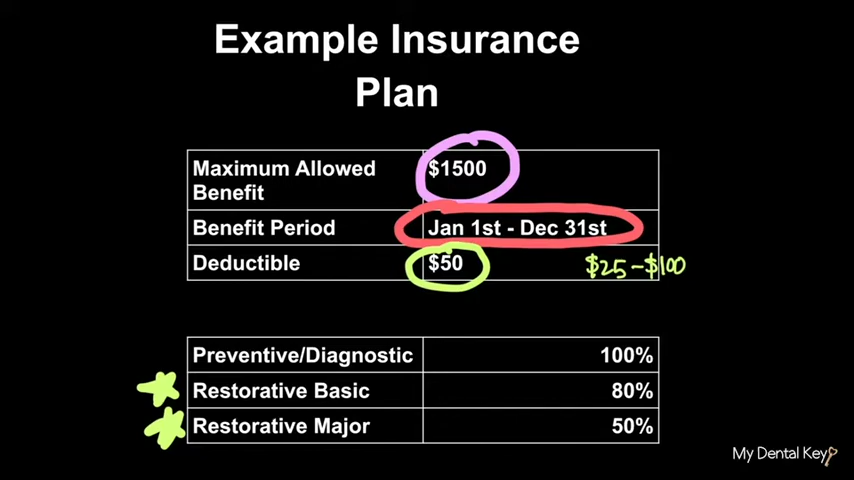 Example Insurance
Plan
Maximum Allowed Benefit $1500
Benefit Period Jan 1st - Dec 31st
Deductible $50 $25-$100
Preventive/Diagnostic 100%
Restorative Basic 80%
Restorative Major 50%
My Dental Key